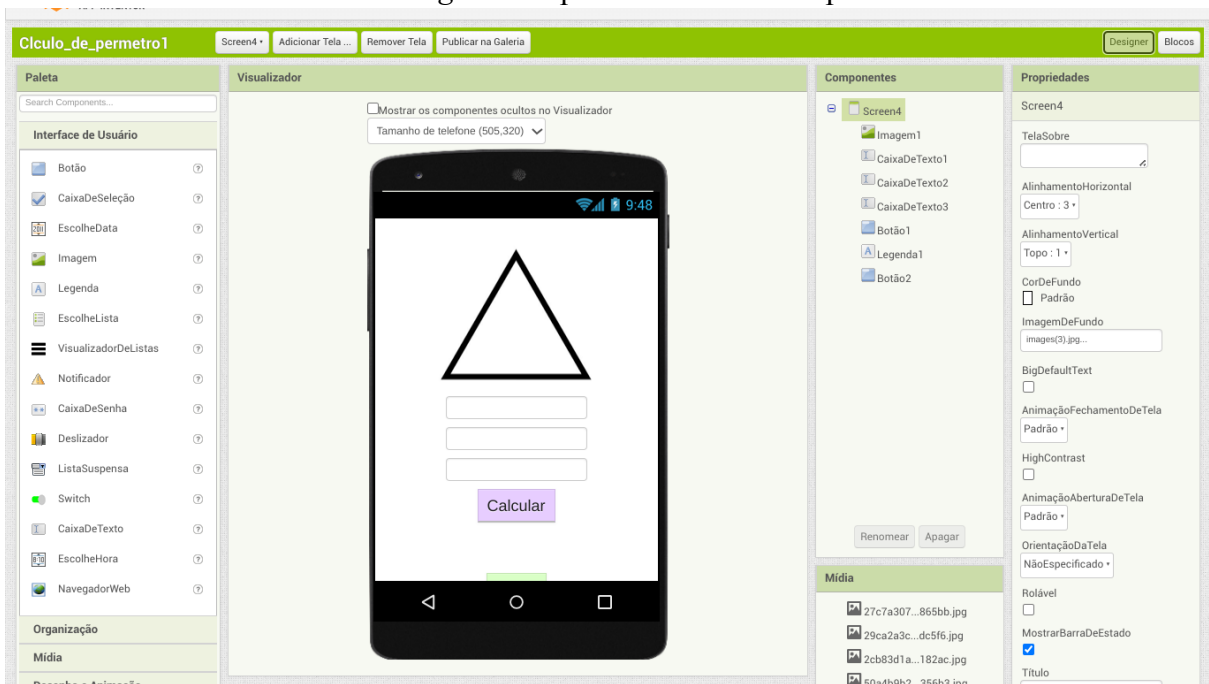 Clculo_de_permetro1
Screen4
Adicionar Tela ...
Remover Tela
Publicar na Galeria
Designer
Blocos
Paleta
Search Components...
Interface de Usuário
Botão
CaixaDeSeleção
EscolheData
Imagem
Legenda
EscolheLista
VisualizadorDeListas
Notificador
CaixaDeSenha
Deslizador
ListaSuspensa
Switch
CaixaDeTexto
EscolheHora
NavegadorWeb
Organização
Mídia
Visualizador
Mostrar os componentes ocultos no Visualizador
Tamanho de telefone (505,320)
9:48
Calcular
Componentes
Screen4
Imagem1
CaixaDeTexto1
CaixaDeTexto2
CaixaDeTexto3
Botão1
Legenda1
Botão2
Renomear
Apagar
Mídia
27c7a307...865bb.jpg
29ca2a3c...dc5f6.jpg
2cb83d1a...182ac.jpg
Propriedades
Screen4
TelaSobre
AlinhamentoHorizontal
Centro : 3
AlinhamentoVertical
Topo : 1
CorDeFundo
Padrão
ImagemDeFundo
images(3).jpg...
BigDefaultText
AnimaçãoFechamentoDeTela
Padrão
HighContrast
AnimaçãoAberturaDeTela
Padrão
OrientaçãoDaTela
NãoEspecificado
Rolável
MostrarBarraDeEstado
Título